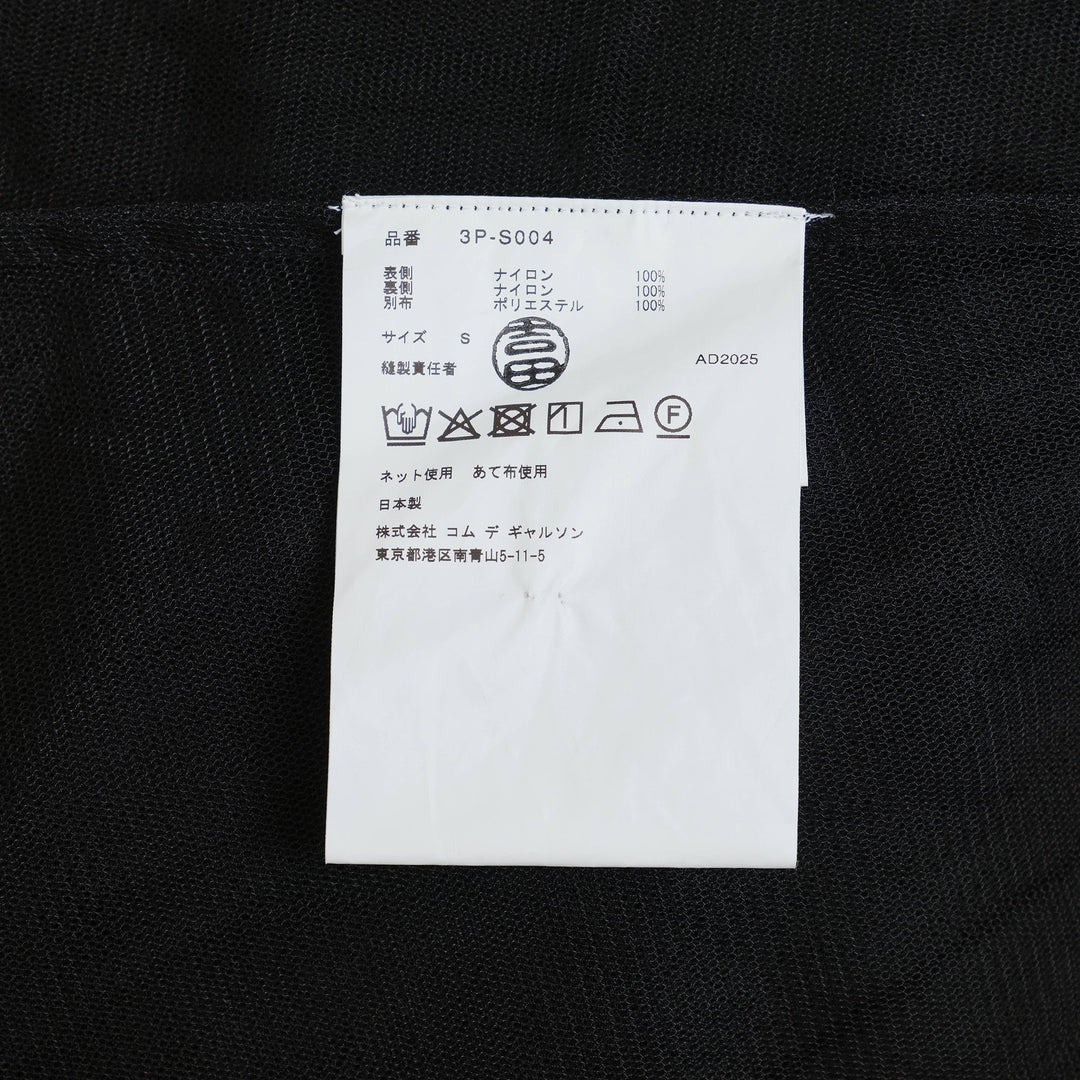 品番 3P-S004
表側 ナイロン 100%
裏側 ナイロン 100%
別布 ポリエステル 100%
サイズ S
縫製責任者 吉田 AD2025
F
ネット使用 あて布使用
日本製
株式会社 コム デ ギャルソン
東京都港区南青山5-11-5